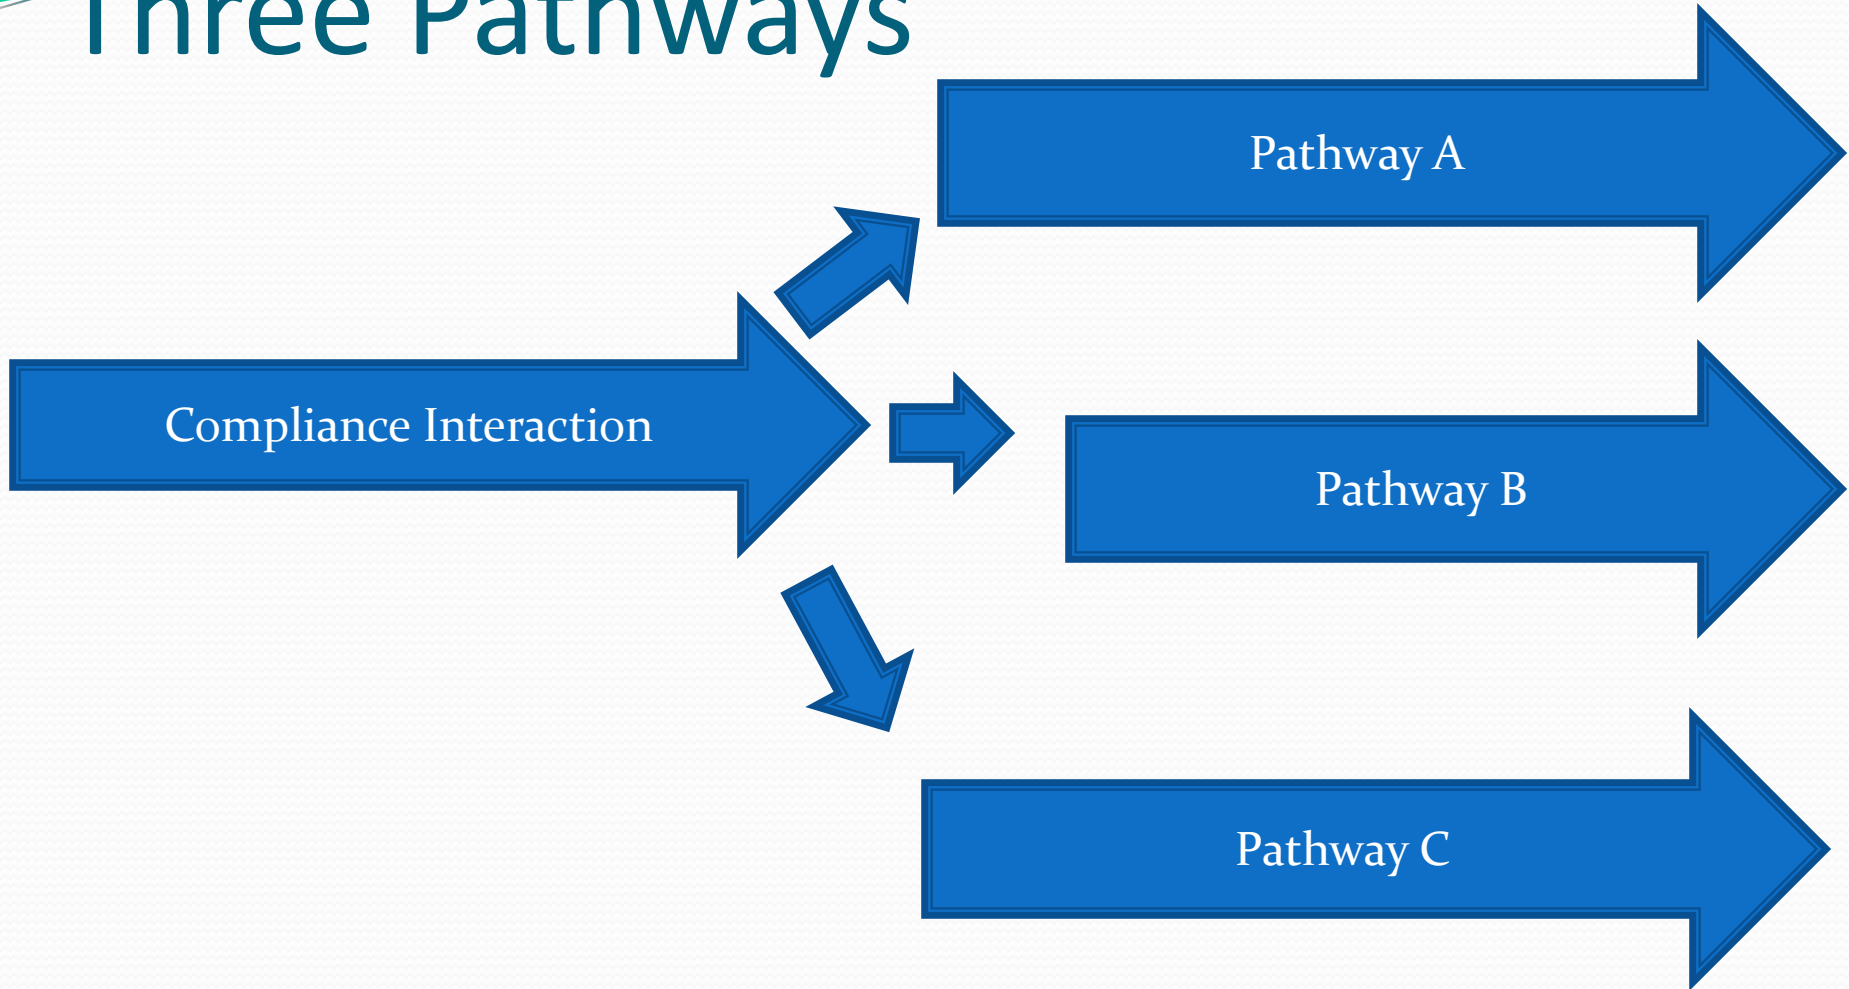 Three Pathways
Pathway A
Compliance Interaction
Pathway B
Pathway C